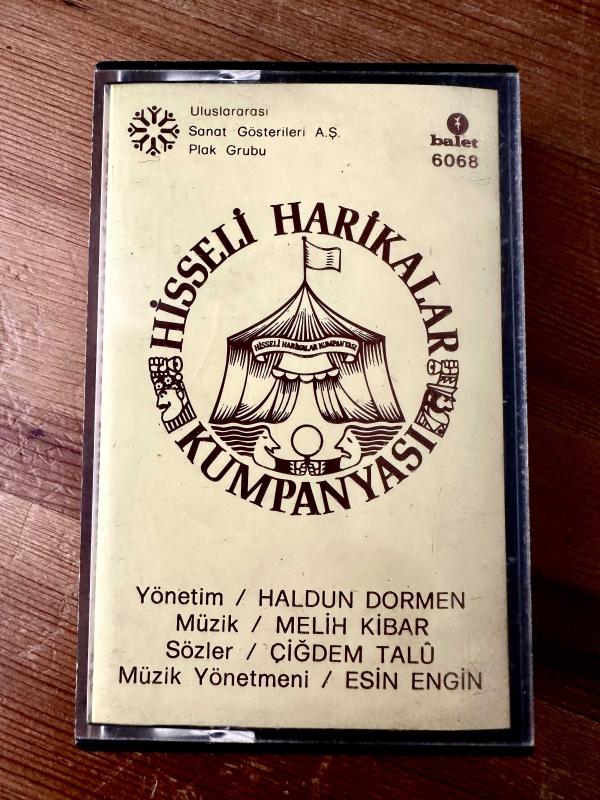 Uluslararası
Sanat Gösterileri A.Ş.
Plak Grubu
balet
6068
HİSSELİ HARİKALAR
HİSSELİ HARİKALAR KUMPANYASI
KUMPANYASI
Yönetim / HALDUN DORMEN
Müzik / MELİH KİBAR
Sözler / ÇİĞDEM TALÛ
Müzik Yönetmeni / ESİN ENGİN